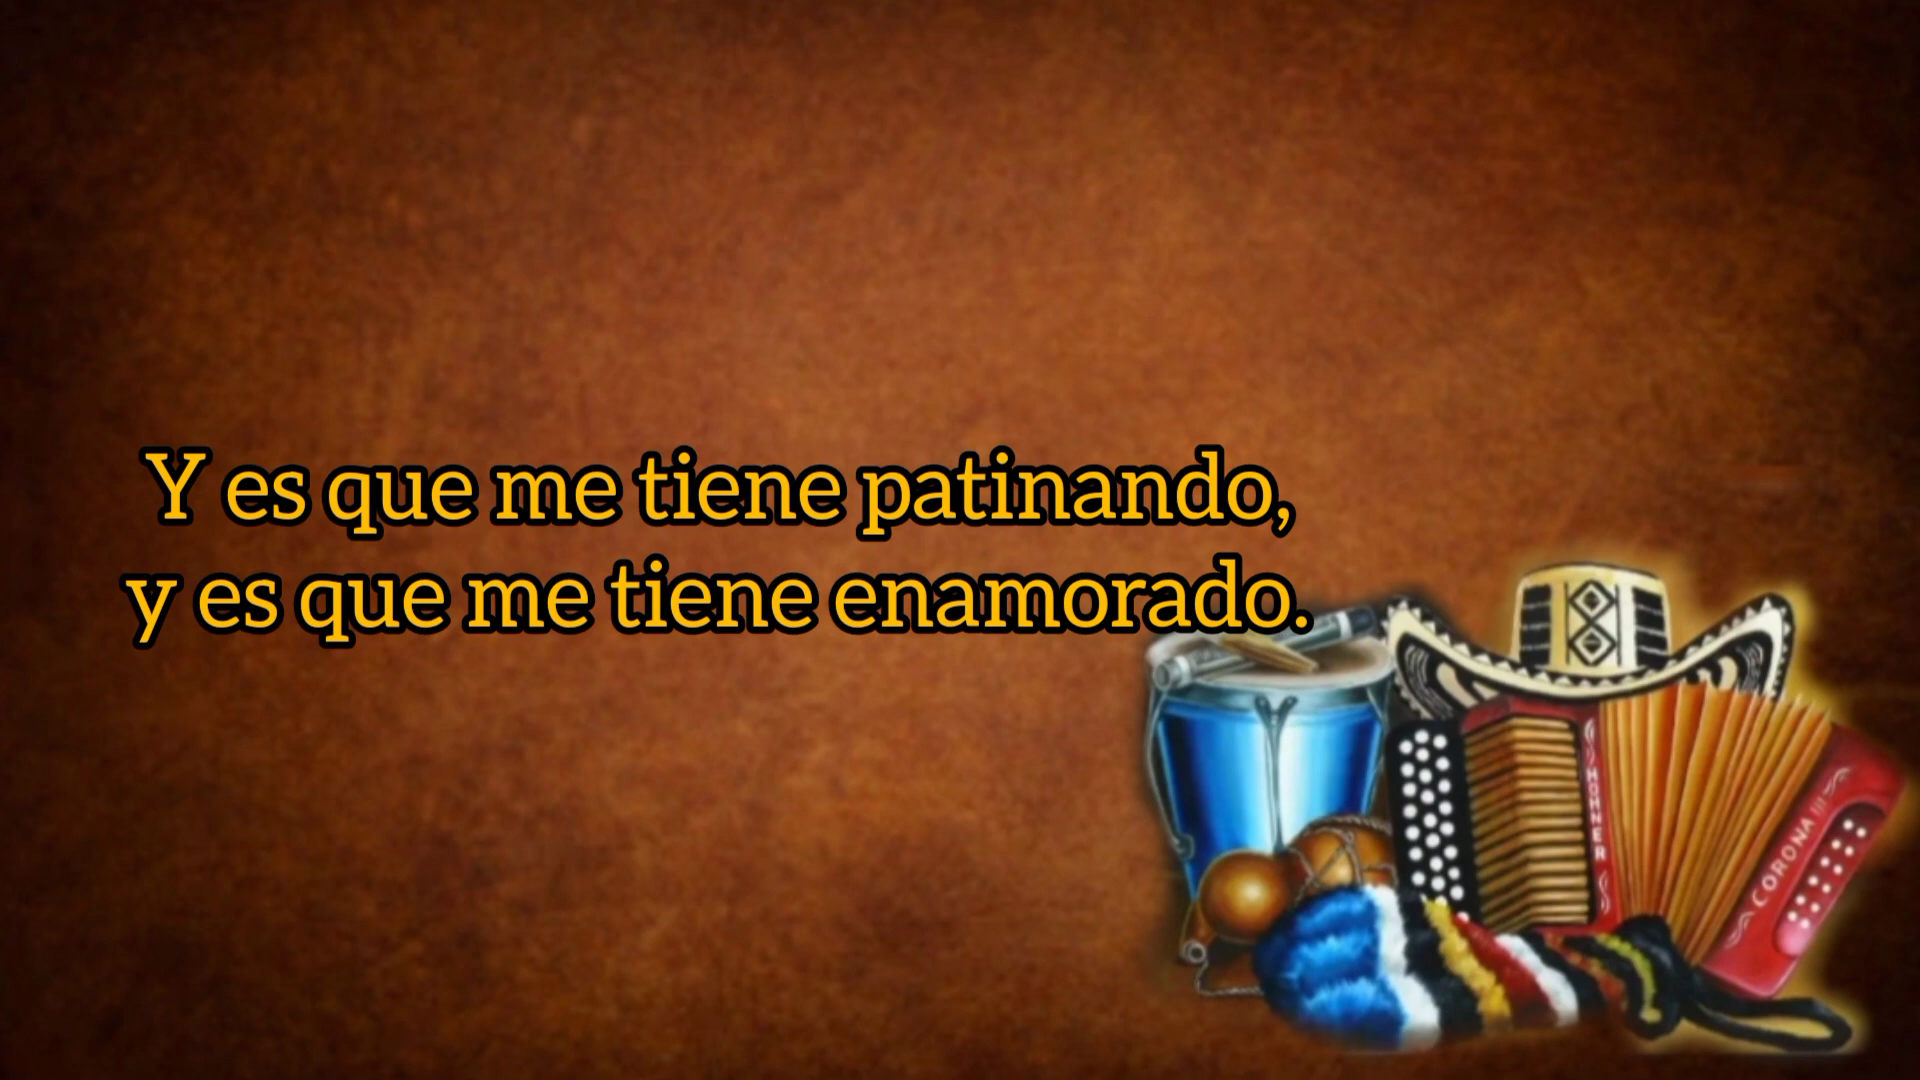 Y es que me tiene patinando,
y es que me tiene enamorado.
HOHNER
CORONA III